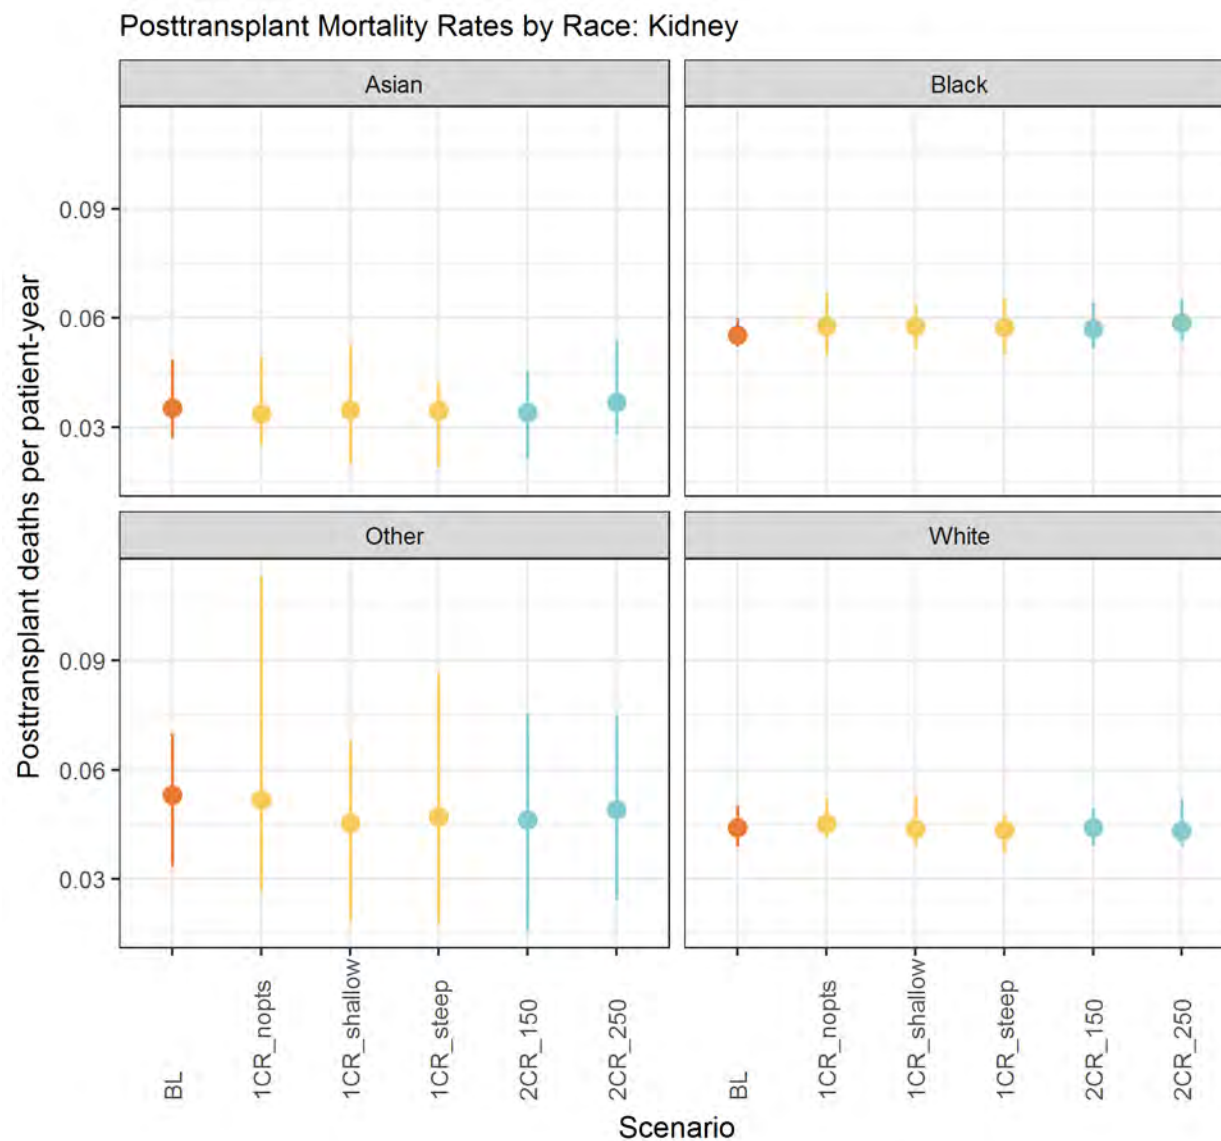 Posttransplant Mortality Rates by Race: Kidney
Asian
Black
0.09
0.06
0.03
Other
White
0.09
0.06
0.03
Posttransplant deaths per patient-year
BL
1CR_nopts
1CR_shallow
1CR_steep
2CR_150
2CR_250
BL
1CR_nopts
1CR_shallow
1CR_steep
2CR_150
2CR_250
Scenario